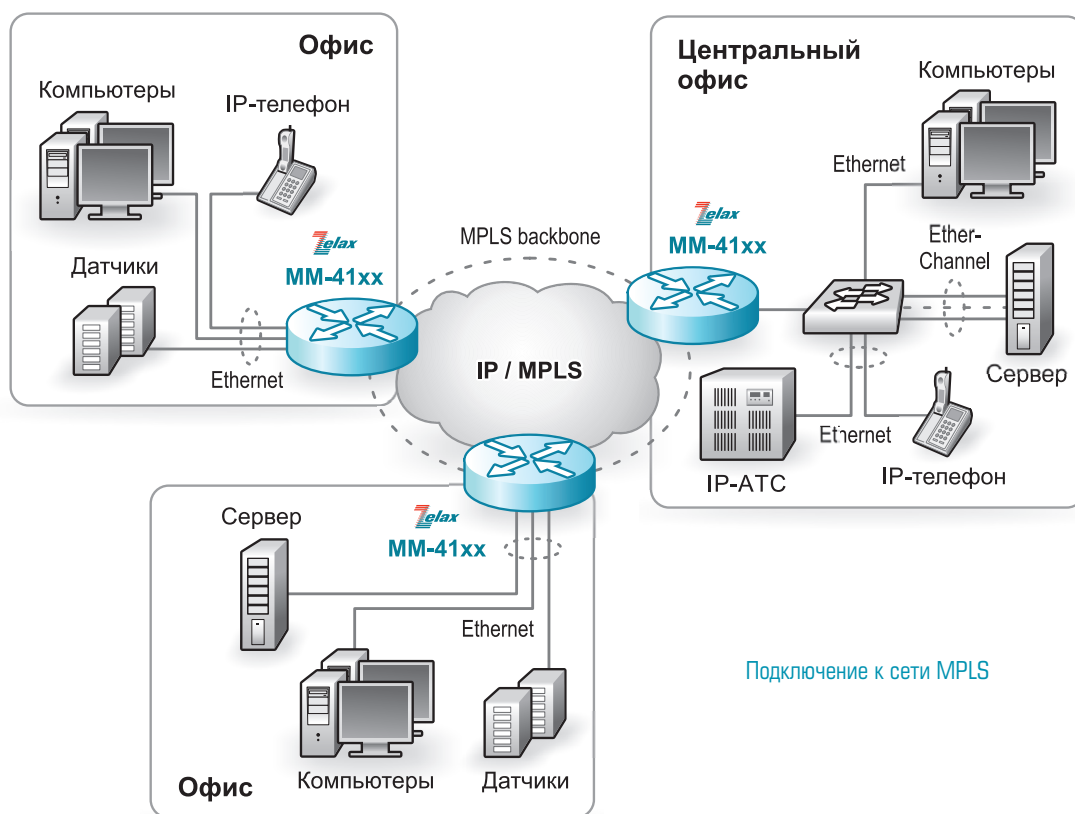 Офис
Компьютеры
IP-телефон
Датчики
Zelax
MM-41xx
Ethernet
MPLS backbone
IP / MPLS
Центральный
офис
Компьютеры
Ethernet
Zelax
MM-41xx
Ether-
Channel
Сервер
Ethernet
IP-АТС
IP-телефон
Сервер
Zelax
MM-41xx
Ethernet
Компьютеры
Датчики
Офис
Подключение к сети MPLS